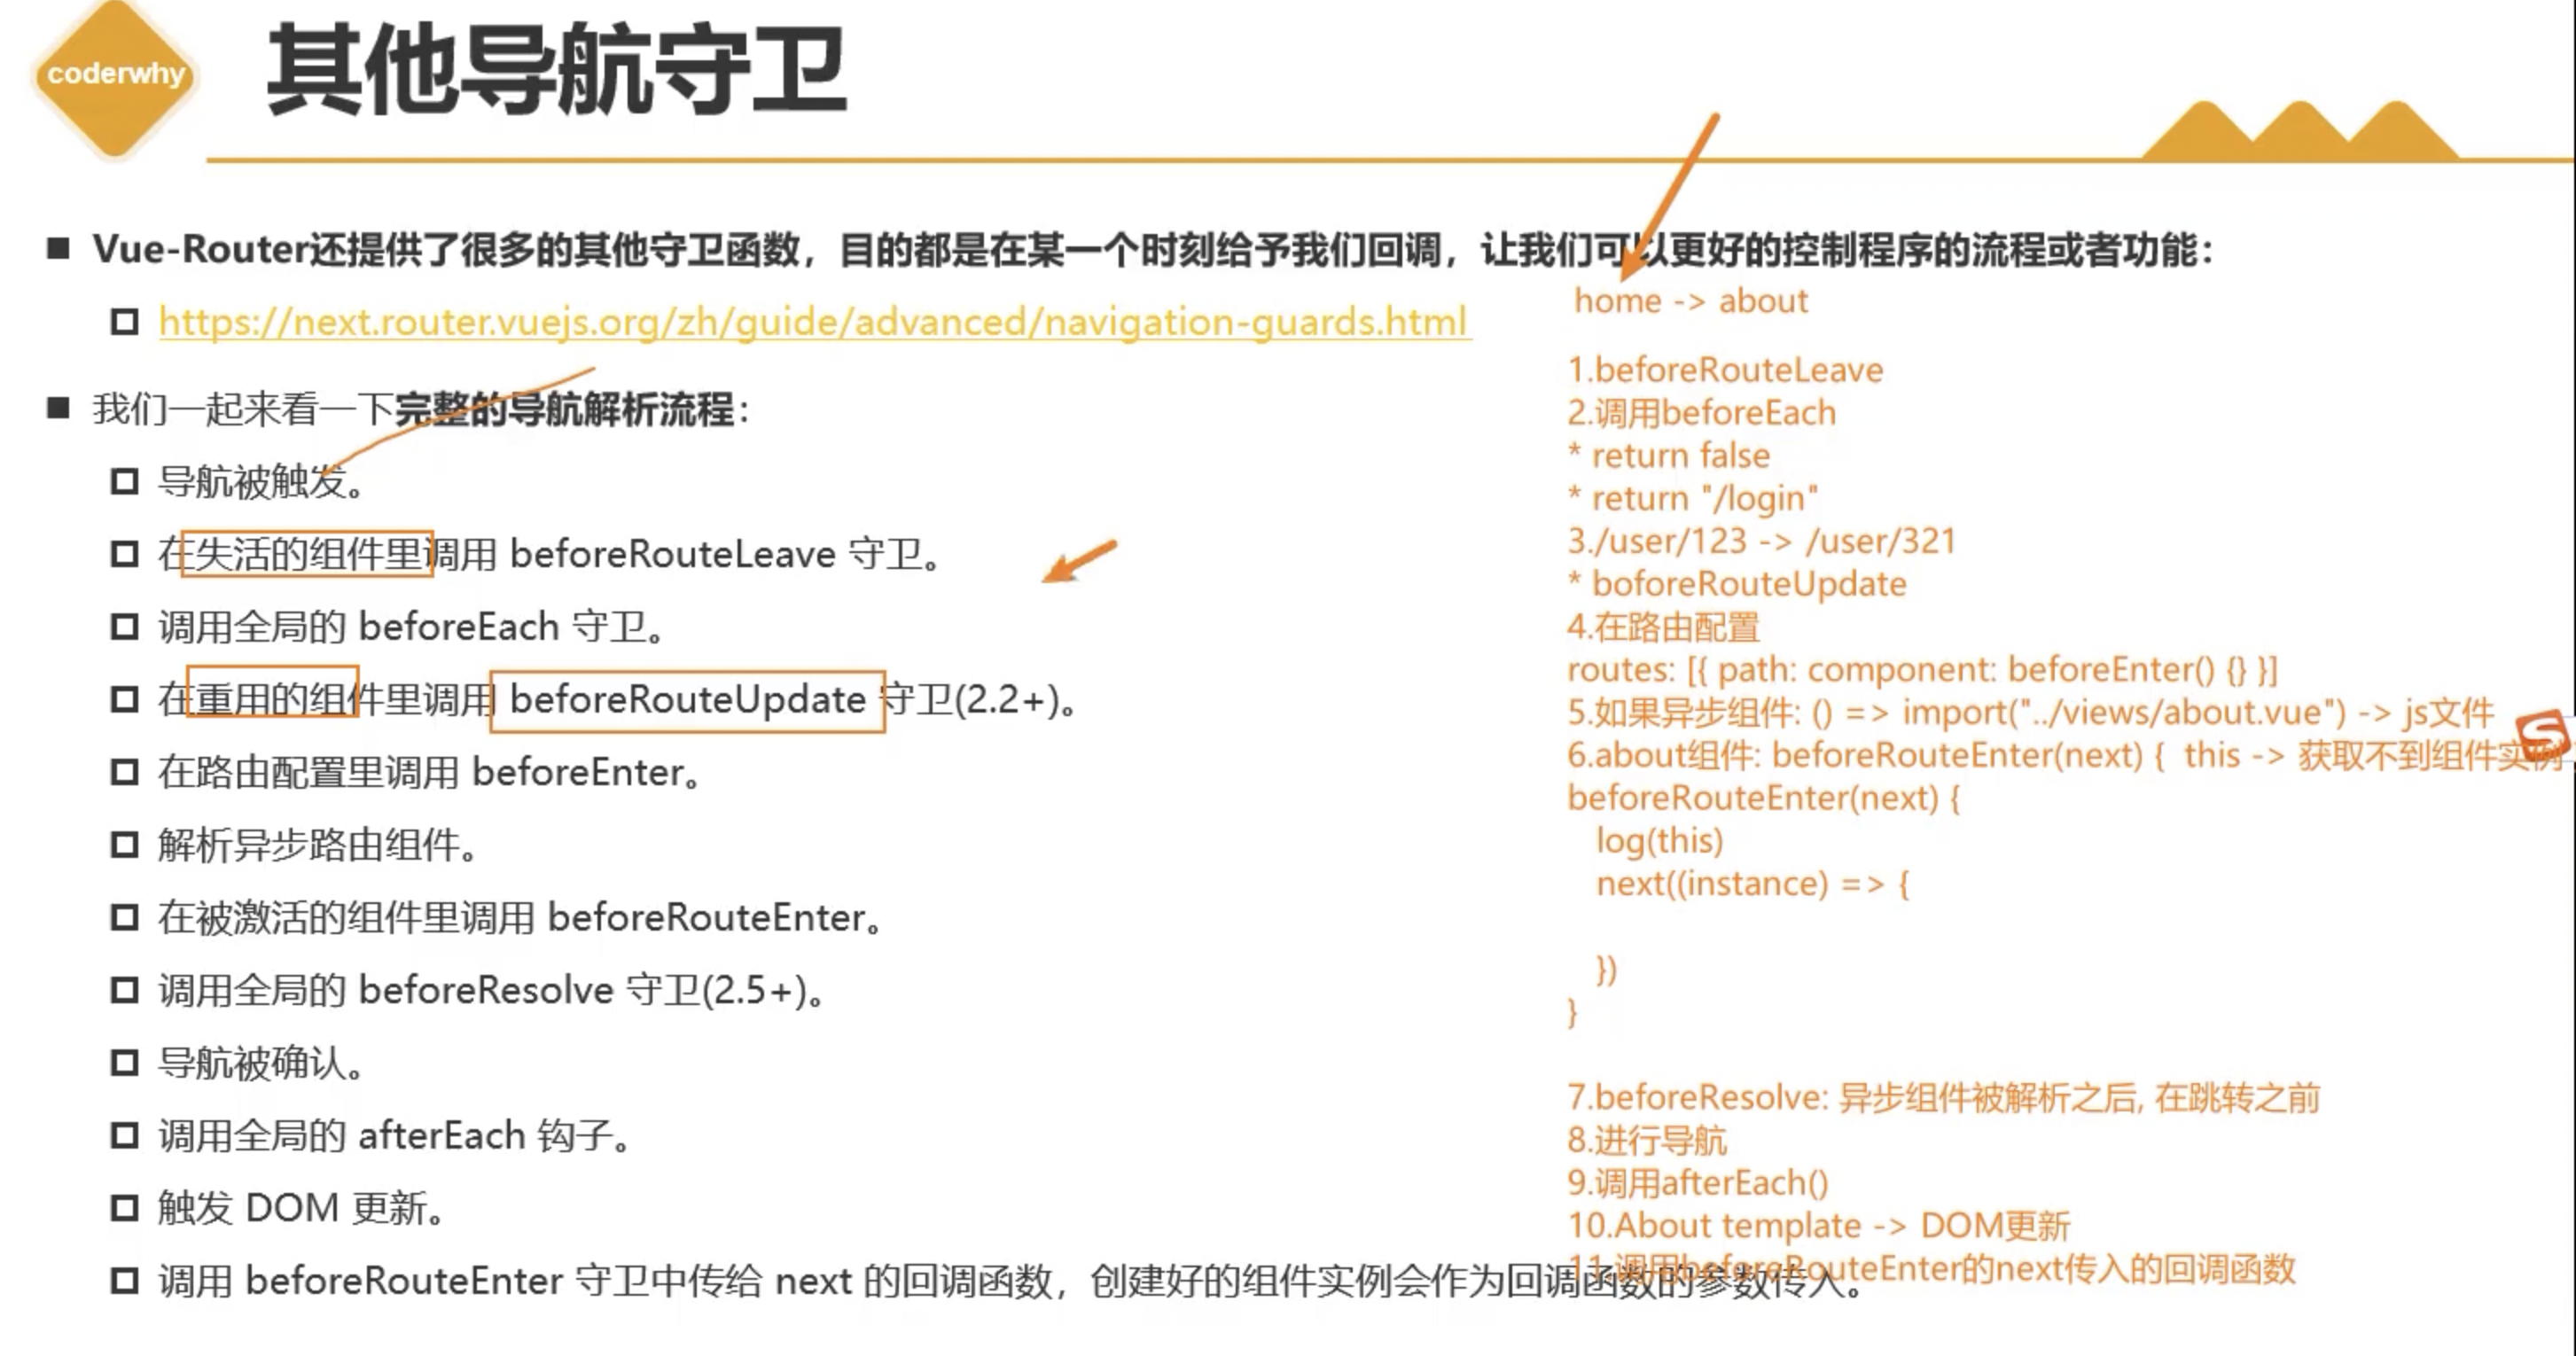 coderwhy
其他导航守卫
Vue-Router还提供了很多的其他守卫函数，目的都是在某一个时刻给予我们回调，让我们可以更好的控制程序的流程或者功能：
https://next.router.vuejs.org/zh/guide/advanced/navigation-guards.html
我们一起来看一下完整的导航解析流程：
导航被触发。
在失活的组件里调用 beforeRouteLeave 守卫。
调用全局的 beforeEach 守卫。
在重用的组件里调用 beforeRouteUpdate 守卫(2.2+)。
在路由配置里调用 beforeEnter。
解析异步路由组件。
在被激活的组件里调用 beforeRouteEnter。
调用全局的 beforeResolve 守卫(2.5+)。
导航被确认。
调用全局的 afterEach 钩子。
触发 DOM 更新。
调用 beforeRouteEnter 守卫中传给 next 的回调函数，创建好的组件实例会作为回调函数的参数传入。
home -> about
1.beforeRouteLeave
2.调用beforeEach
* return false
* return "/login"
3./user/123 -> /user/321
* boforeRouteUpdate
4.在路由配置
routes: [{ path: component: beforeEnter() {} }]
5.如果异步组件: () => import("../views/about.vue") -> js文件
6.about组件: beforeRouteEnter(next) {  this -> 获取不到组件实例
beforeRouteEnter(next) {
log(this)
next((instance) => {
})
}
7.beforeResolve: 异步组件被解析之后, 在跳转之前
8.进行导航
9.调用afterEach()
10.About template -> DOM更新
11.调用beforeRouteEnter的next传入的回调函数